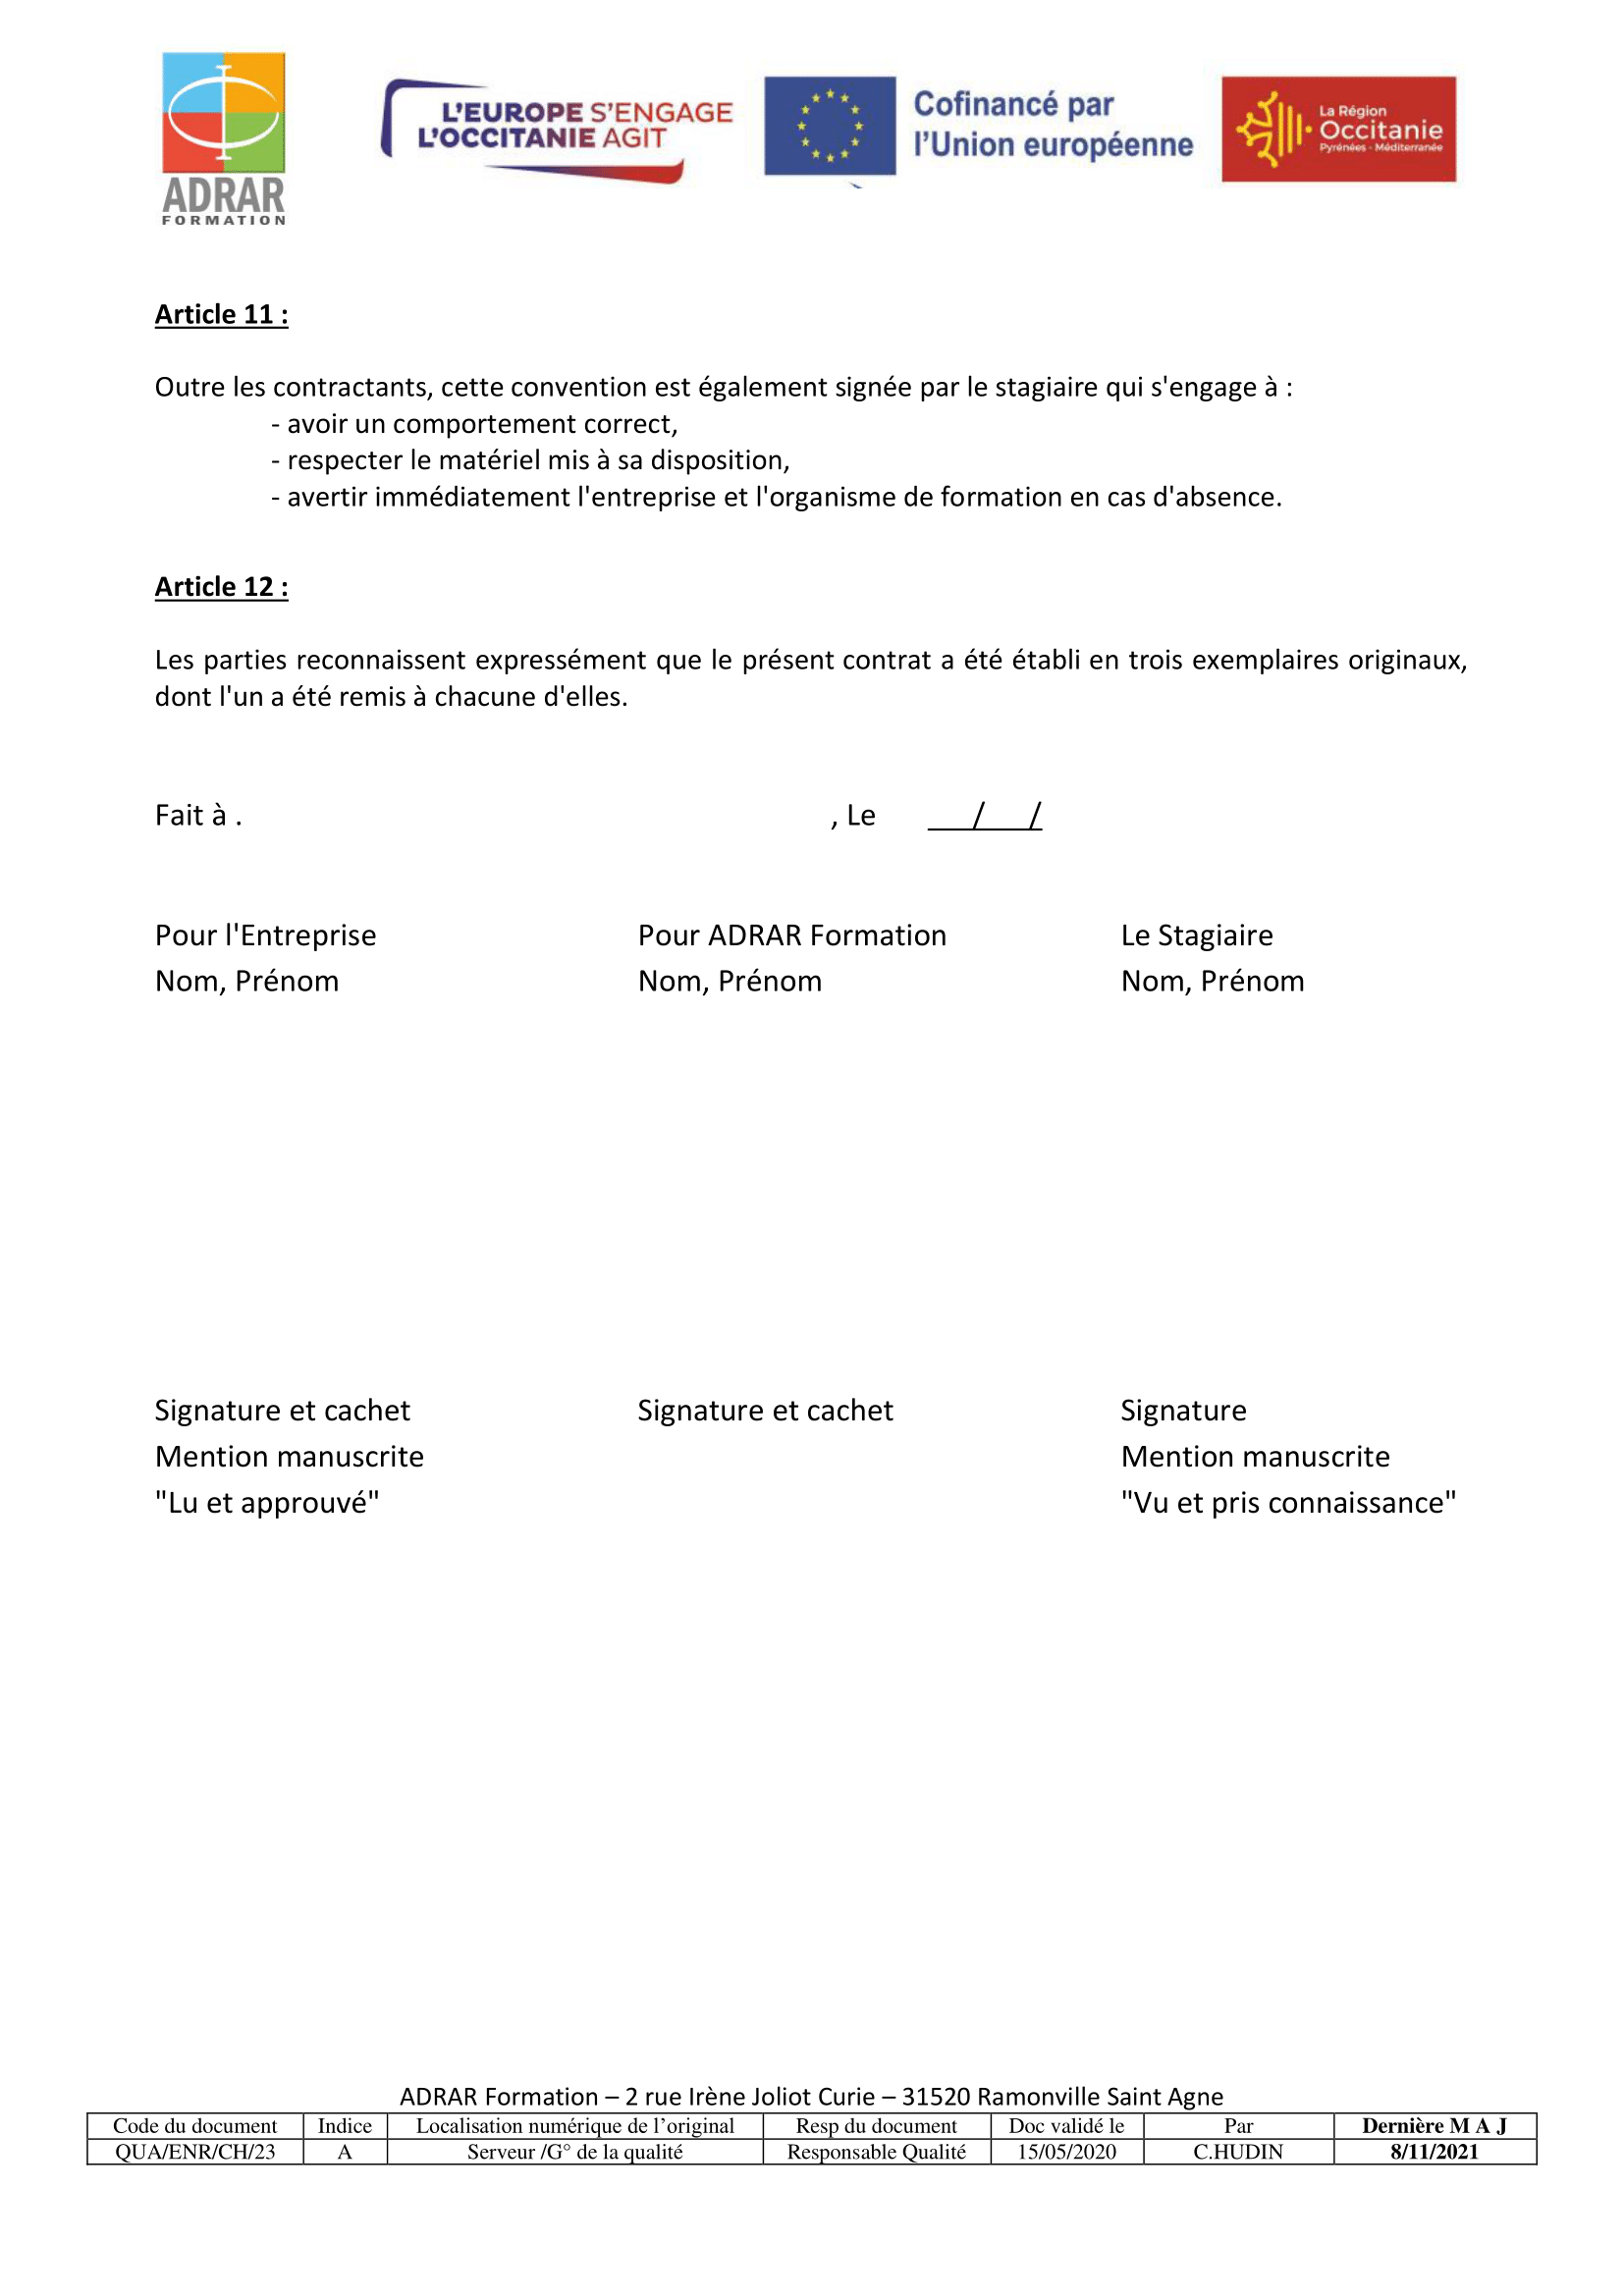 ADRAR
FORMATION
L'EUROPE S'ENGAGE
L'OCCITANIE AGIT
Cofinancé par
l'Union européenne
La Région
Occitanie
Pyrénées - Méditerranée
Article 11 :
Outre les contractants, cette convention est également signée par le stagiaire qui s'engage à :
- avoir un comportement correct,
- respecter le matériel mis à sa disposition,
- avertir immédiatement l'entreprise et l'organisme de formation en cas d'absence.
Article 12 :
Les parties reconnaissent expressément que le présent contrat a été établi en trois exemplaires originaux,
dont l'un a été remis à chacune d'elles.
Fait à . , Le ___/___/
Pour l'Entreprise Pour ADRAR Formation Le Stagiaire
Nom, Prénom Nom, Prénom Nom, Prénom
Signature et cachet Signature et cachet Signature
Mention manuscrite Mention manuscrite
"Lu et approuvé" "Vu et pris connaissance"
ADRAR Formation – 2 rue Irène Joliot Curie – 31520 Ramonville Saint Agne
Code du document Indice Localisation numérique de l'original Resp du document Doc validé le Par Dernière M A J
QUA/ENR/CH/23 A Serveur /G° de la qualité Responsable Qualité 15/05/2020 C.HUDIN 8/11/2021